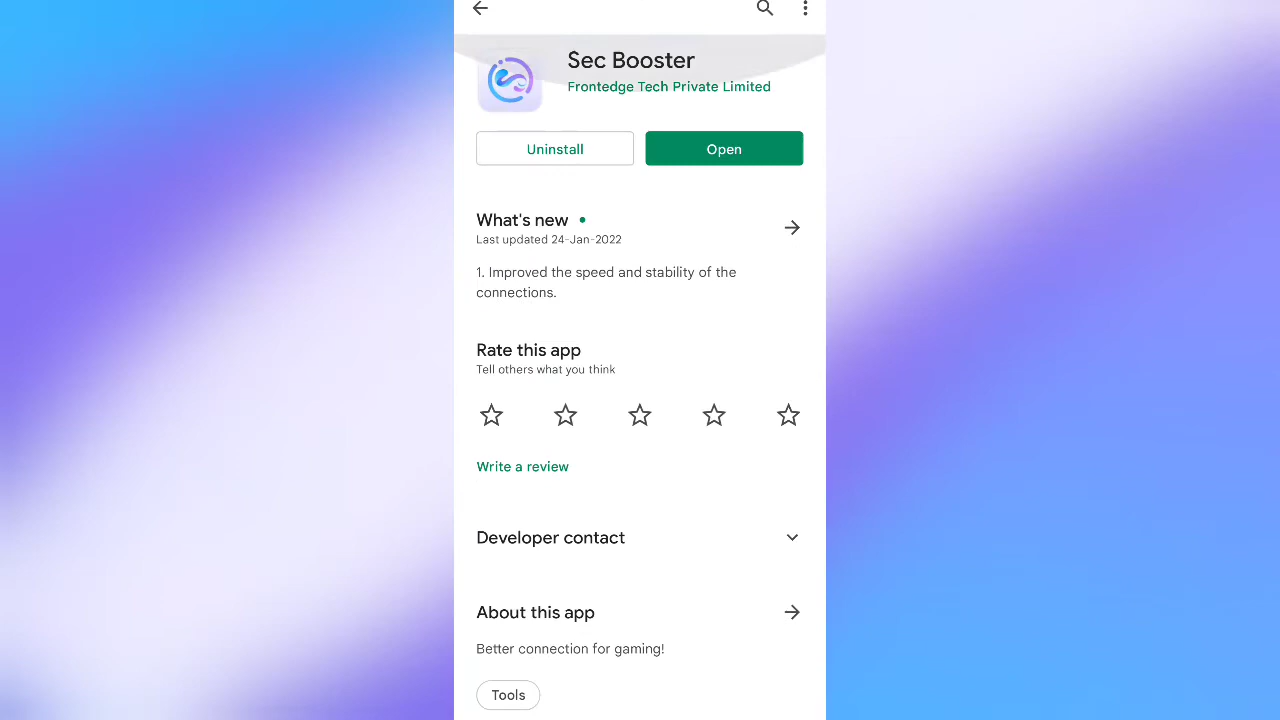 Sec Booster
Frontedge Tech Private Limited
Uninstall
Open
What's new
Last updated 24-Jan-2022
1. Improved the speed and stability of the
connections.
Rate this app
Tell others what you think
Write a review
Developer contact
About this app
Better connection for gaming!
Tools